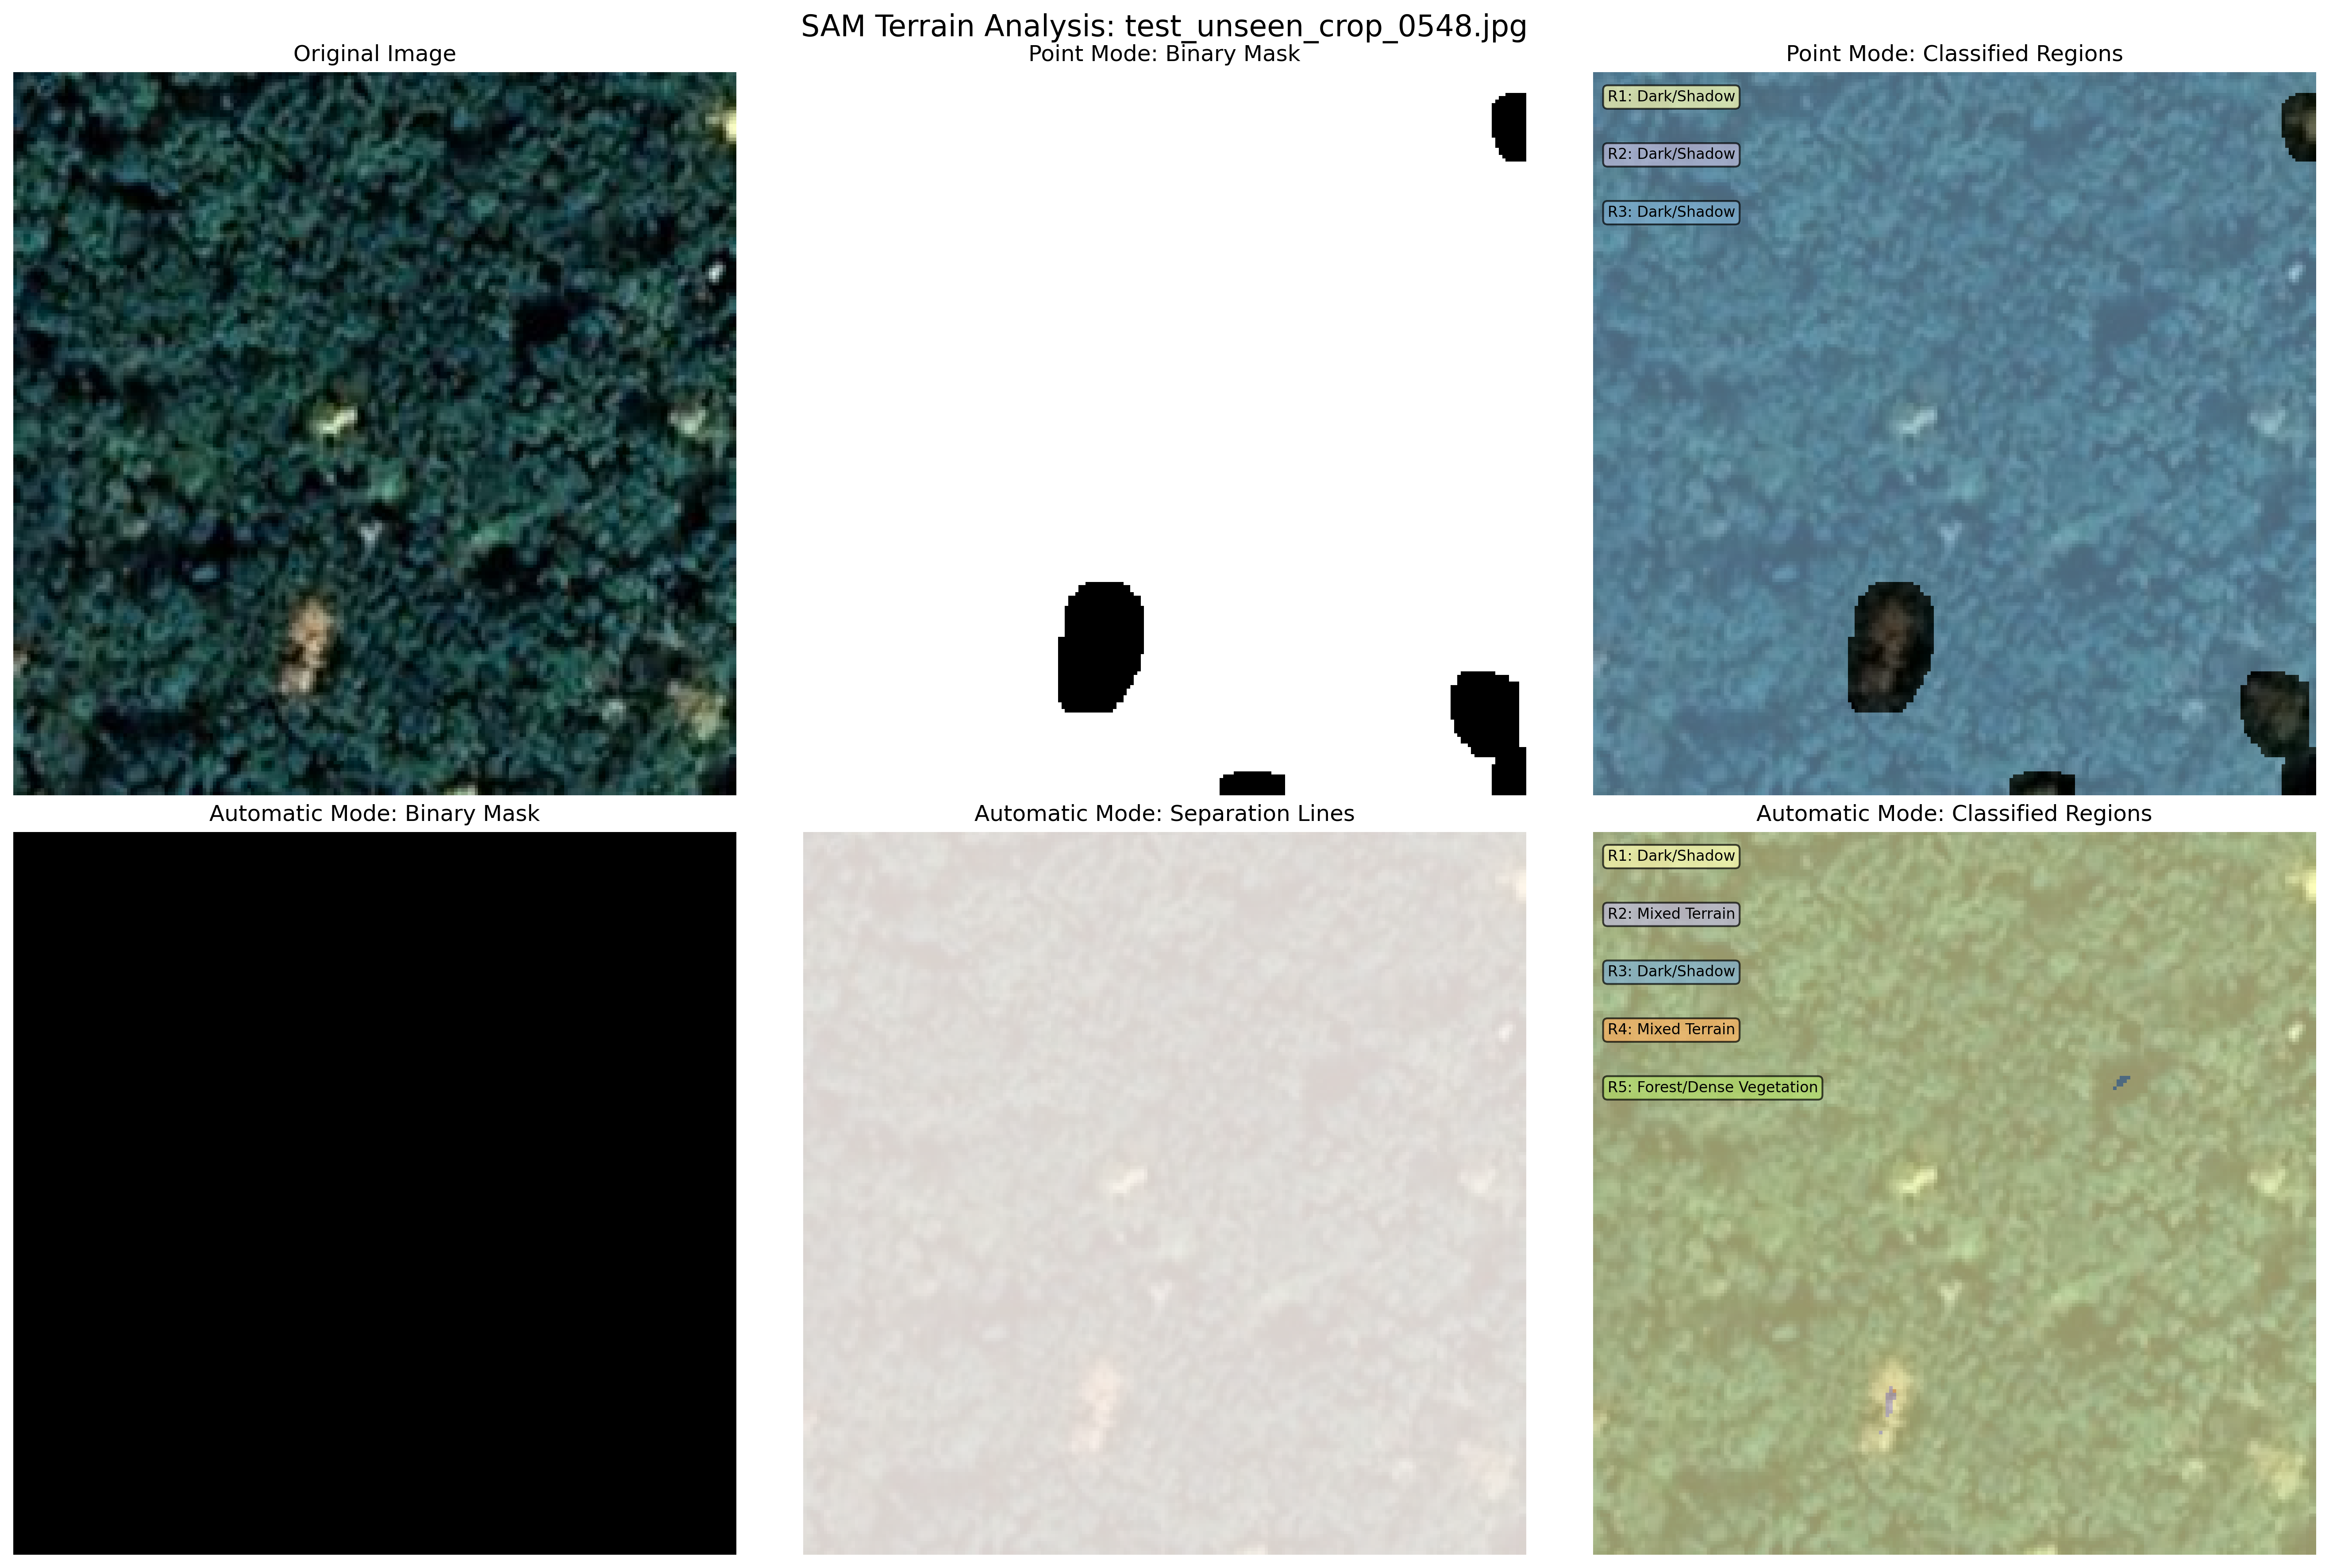 SAM Terrain Analysis: test_unseen_crop_0548.jpg
Original Image
Point Mode: Binary Mask
Point Mode: Classified Regions
R1: Dark/Shadow
R2: Dark/Shadow
R3: Dark/Shadow
Automatic Mode: Binary Mask
Automatic Mode: Separation Lines
Automatic Mode: Classified Regions
R1: Dark/Shadow
R2: Mixed Terrain
R3: Dark/Shadow
R4: Mixed Terrain
R5: Forest/Dense Vegetation